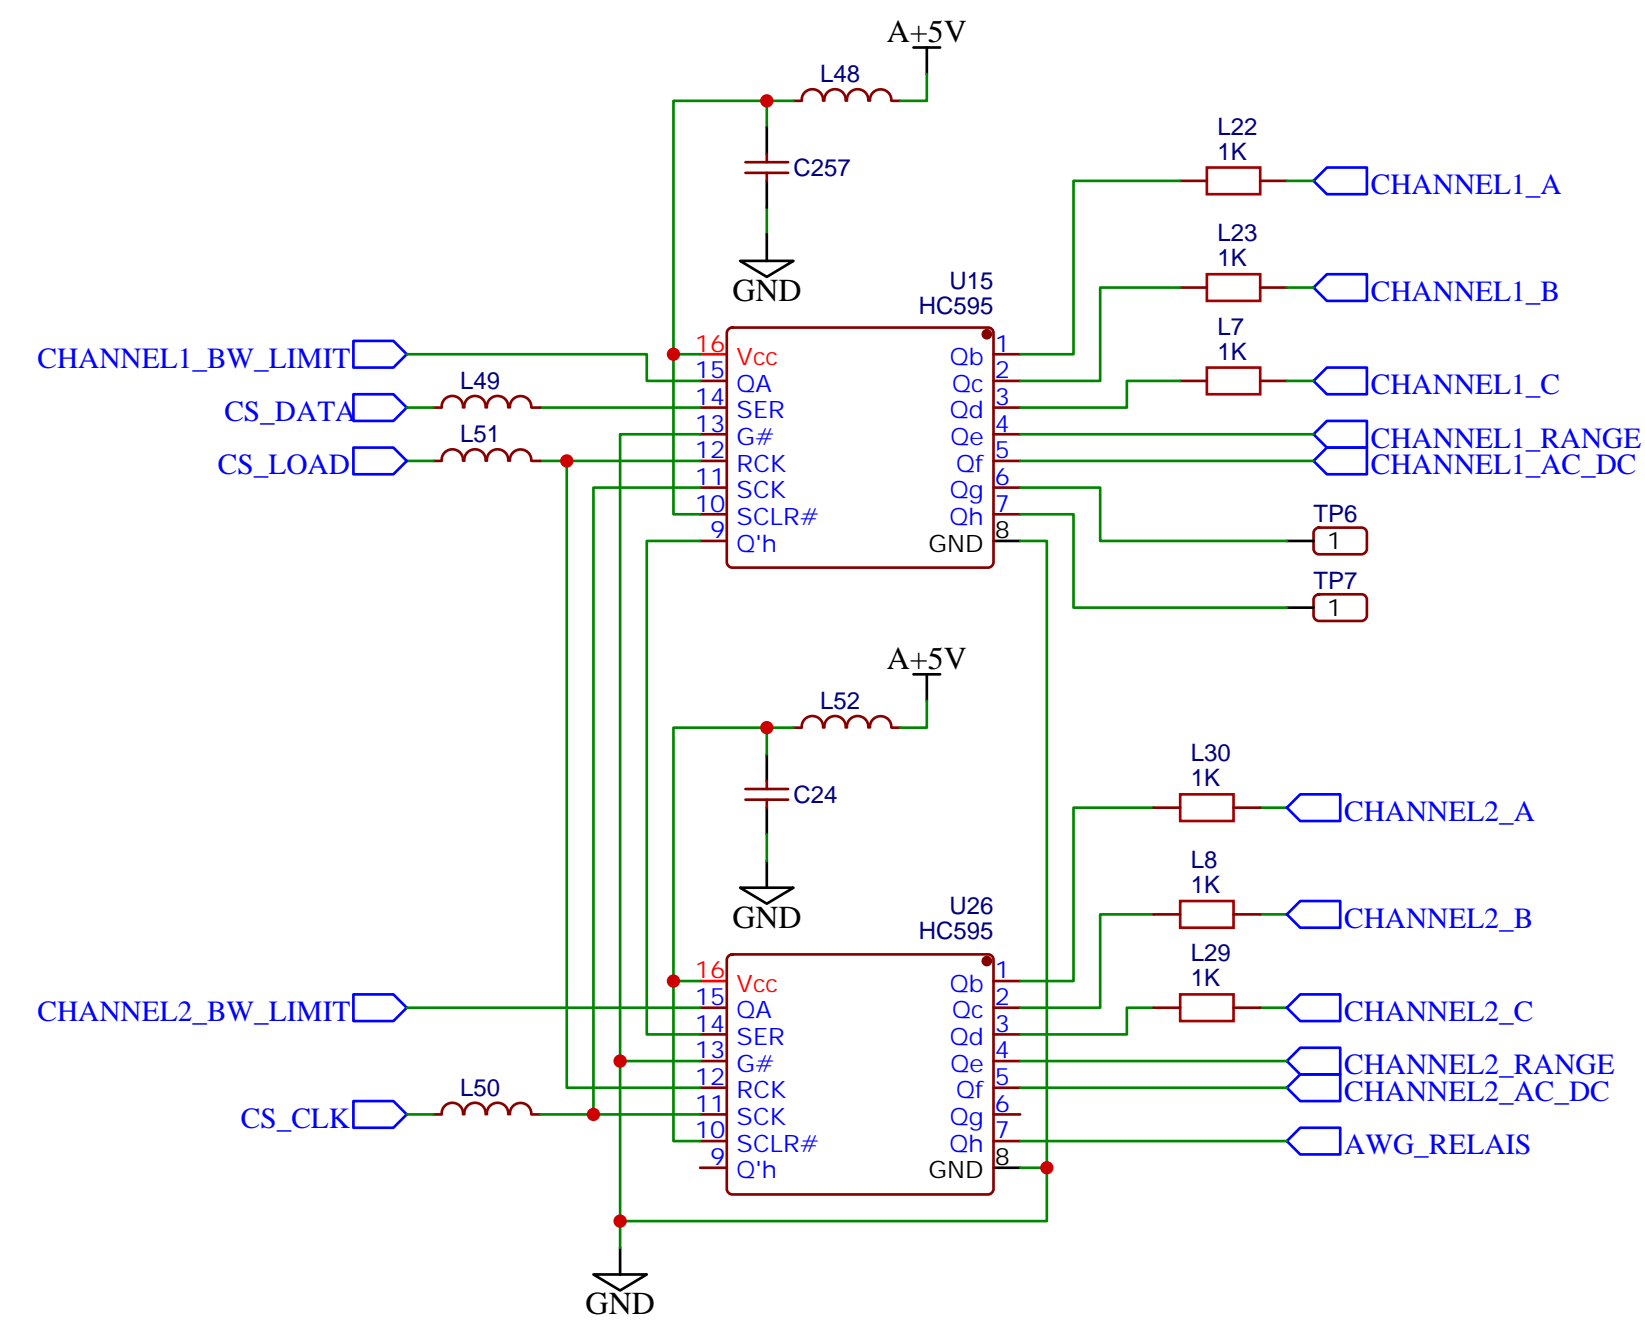 A+5V
L48
C257
GND
L22
1K
CHANNEL1_A
L23
1K
CHANNEL1_B
L7
1K
CHANNEL1_C
U15
HC595
CHANNEL1_BW_LIMIT
L49
CS_DATA
L51
CS_LOAD
16 Vcc
15 QA
14 SER
13 G#
12 RCK
11 SCK
10 SCLR#
9 Q'h
Qb 1
Qc 2
Qd 3
Qe 4
Qf 5
Qg 6
Qh 7
GND 8
CHANNEL1_RANGE
CHANNEL1_AC_DC
TP6
1
TP7
1
A+5V
L52
C24
GND
L30
1K
CHANNEL2_A
L8
1K
CHANNEL2_B
L29
1K
CHANNEL2_C
U26
HC595
CHANNEL2_BW_LIMIT
L50
CS_CLK
16 Vcc
15 QA
14 SER
13 G#
12 RCK
11 SCK
10 SCLR#
9 Q'h
Qb 1
Qc 2
Qd 3
Qe 4
Qf 5
Qg 6
Qh 7
GND 8
CHANNEL2_RANGE
CHANNEL2_AC_DC
AWG_RELAIS
GND